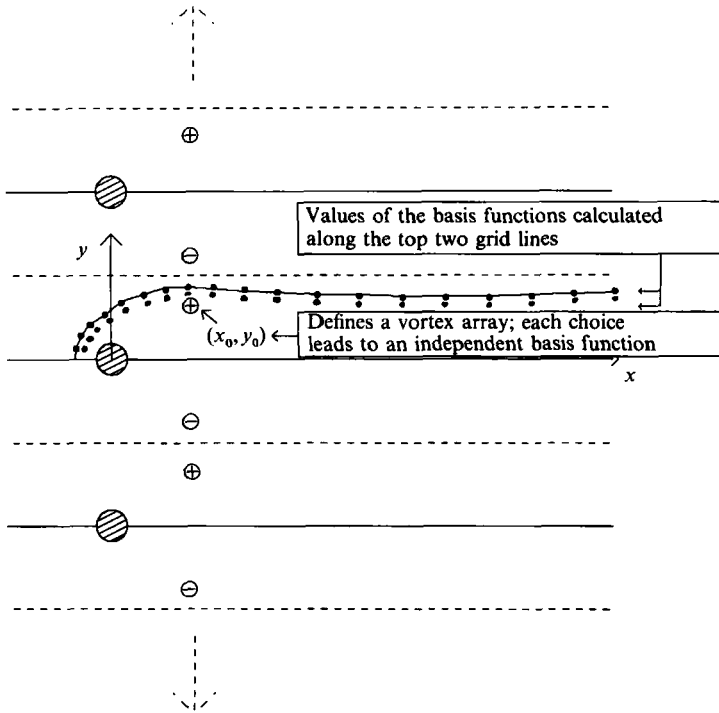 Values of the basis functions calculated
along the top two grid lines
y
(x₀, y₀)
Defines a vortex array; each choice
leads to an independent basis function
x